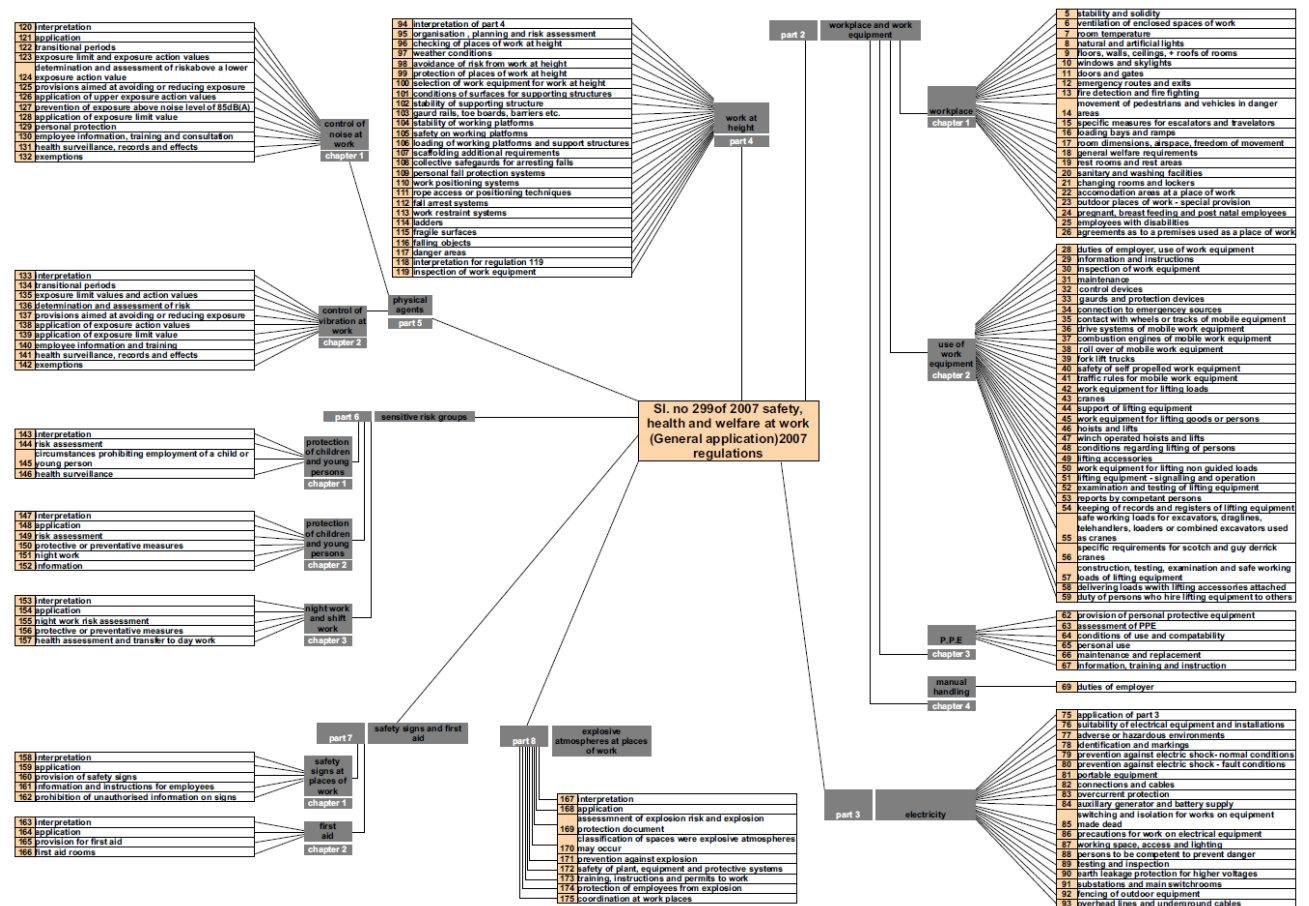 120 interpretation
121 application
122 transitional periods
123 exposure limit and exposure action values
determination and assessment of riskabove a lower
124 exposure action value
125 provisions aimed at avoiding or reducing exposure
126 application of upper exposure action values
127 prevention of exposure above noise level of 85dB(A)
128 application of exposure limit value
129 personal protection
130 employee information, training and consultation
131 health surveillance, records and effects
132 exemptions
control of
noise at
work
chapter 1
94 interpretation of part 4
95 organisation , planning and risk assessment
96 checking of places of work at height
97 weather conditions
98 avoidance of risk from work at height
99 protection of places of work at height
100 selection of work equipment for work at height
101 conditions of surfaces for supporting structures
102 stability of supporting structure
103 gaurd rails, toe boards, barriers etc.
104 stability of working platforms
105 safety on working platforms
106 loading of working platforms and support structures
107 scaffolding additional requirements
108 collective safegaurds for arresting falls
109 personal fall protection systems
110 work positioning systems
111 rope access or positioning techniques
112 fall arrest systems
113 work restraint systems
114 ladders
115 fragile surfaces
116 falling objects
117 danger areas
118 interpretation for regulation 119
119 inspection of work equipment
work at
height
part 4
part 2
workplace and work
equipment
5 stability and solidity
6 ventilation of enclosed spaces of work
7 room temperature
8 natural and artificial lights
9 floors, walls, ceilings, + roofs of rooms
10 windows and skylights
11 doors and gates
12 emergency routes and exits
13 fire detection and fire fighting
movement of pedestrians and vehicles in danger
14 areas
15 specific measures for escalators and travelators
16 loading bays and ramps
17 room dimensions, airspace, freedom of movement
18 general welfare requirements
19 rest rooms and rest areas
20 sanitary and washing facilities
21 changing rooms and lockers
22 accomodation areas at a place of work
23 outdoor places of work - special provision
24 pregnant, breast feeding and post natal employees
25 employees with disabilities
26 agreements as to a premises used as a place of work
workplace
chapter 1
28 duties of employer, use of work equipment
29 information and instructions
30 inspection of work equipment
31 maintenance
32 control devices
33 gaurds and protection devices
34 connection to emergencey sources
35 contact with wheels or tracks of mobile equipment
36 drive systems of mobile work equipment
37 combustion engines of mobile work equipment
38 roll over of mobile work equipment
39 fork lift trucks
40 safety of self propelled work equipment
41 traffic rules for mobile work equipment
42 work equipment for lifting loads
43 cranes
44 support of lifting equipment
45 work equipment for lifting goods or persons
46 hoists and lifts
47 winch operated hoists and lifts
48 conditions regarding lifting of persons
49 lifting accessories
50 work equipment for lifting non guided loads
51 lifting equipment - signalling and operation
52 examination and testing of lifting equipment
53 reports by competant persons
54 keeping of records and registers of lifting equipment
safe working loads for excavators, draglines,
telehandlers, loaders or combined excavators used
55 as cranes
specific requirements for scotch and guy derrick
56 cranes
construction, testing, examination and safe working
57 loads of lifting equipment
58 delivering loads wwith lifting accessories attached
59 duty of persons who hire lifting equipment to others
use of
work
equipment
chapter 2
133 interpretation
134 transitional periods
135 exposure limit values and action values
136 determination and assessment of risk
137 provisions aimed at avoiding or reducing exposure
138 application of exposure action values
139 application of exposure limit value
140 employee information and training
141 health surveillance, records and effects
142 exemptions
control of
vibration at
work
chapter 2
physical
agents
part 5
SI. no 299of 2007 safety,
health and welfare at work
(General application)2007
regulations
part 6
sensitive risk groups
143 interpretation
144 risk assessment
circumstances prohibiting employment of a child or
145 young person
146 health surveillance
protection
of children
and young
persons
chapter 1
147 interpretation
148 application
149 risk assessment
150 protective or preventative measures
151 night work
152 information
protection
of children
and young
persons
chapter 2
153 interpretation
154 application
155 night work risk assessment
156 protective or preventative measures
157 health assessment and transfer to day work
night work
and shift
work
chapter 3
62 provision of personal protective equipment
63 assessment of PPE
64 conditions of use and compatability
65 personal use
66 maintenance and replacement
67 information, training and instruction
P.P.E
chapter 3
manual
handling
chapter 4
69 duties of employer
part 7
safety signs and first
aid
158 interpretation
159 application
160 provision of safety signs
161 information and instructions for employees
162 prohibition of unauthorised information on signs
safety
signs at
places of
work
chapter 1
163 interpretation
164 application
165 provision for first aid
166 first aid rooms
first
aid
chapter 2
part 8
explosive
atmospheres at places
of work
167 interpretation
168 application
assessmnent of explosion risk and explosion
169 protection document
classification of spaces were explosive atmospheres
170 may occur
171 prevention against explosion
172 safety of plant, equipment and protective systems
173 training, instructions and permits to work
174 protection of employees from explosion
175 coordination at work places
part 3
electricity
75 application of part 3
76 suitability of electrical equipment and installations
77 adverse or hazardous environments
78 identification and markings
79 prevention against electric shock- normal conditions
80 prevention against electric shock - fault conditions
81 portable equipment
82 connections and cables
83 overcurrent protection
84 auxillary generator and battery supply
switching and isolation for works on equipment
85 made dead
86 precautions for work on electrical equipment
87 working space, access and lighting
88 persons to be competent to prevent danger
89 testing and inspection
90 earth leakage protection for higher voltages
91 substations and main switchrooms
92 fencing of outdoor equipment
93 overhead lines and underground cables